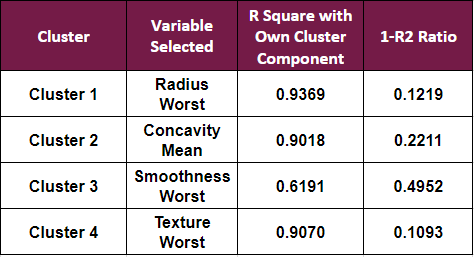 Cluster
Variable
Selected
R Square with
Own Cluster
Component
1-R2 Ratio
Cluster 1
Radius
Worst
0.9369
0.1219
Cluster 2
Concavity
Mean
0.9018
0.2211
Cluster 3
Smoothness
Worst
0.6191
0.4952
Cluster 4
Texture
Worst
0.9070
0.1093